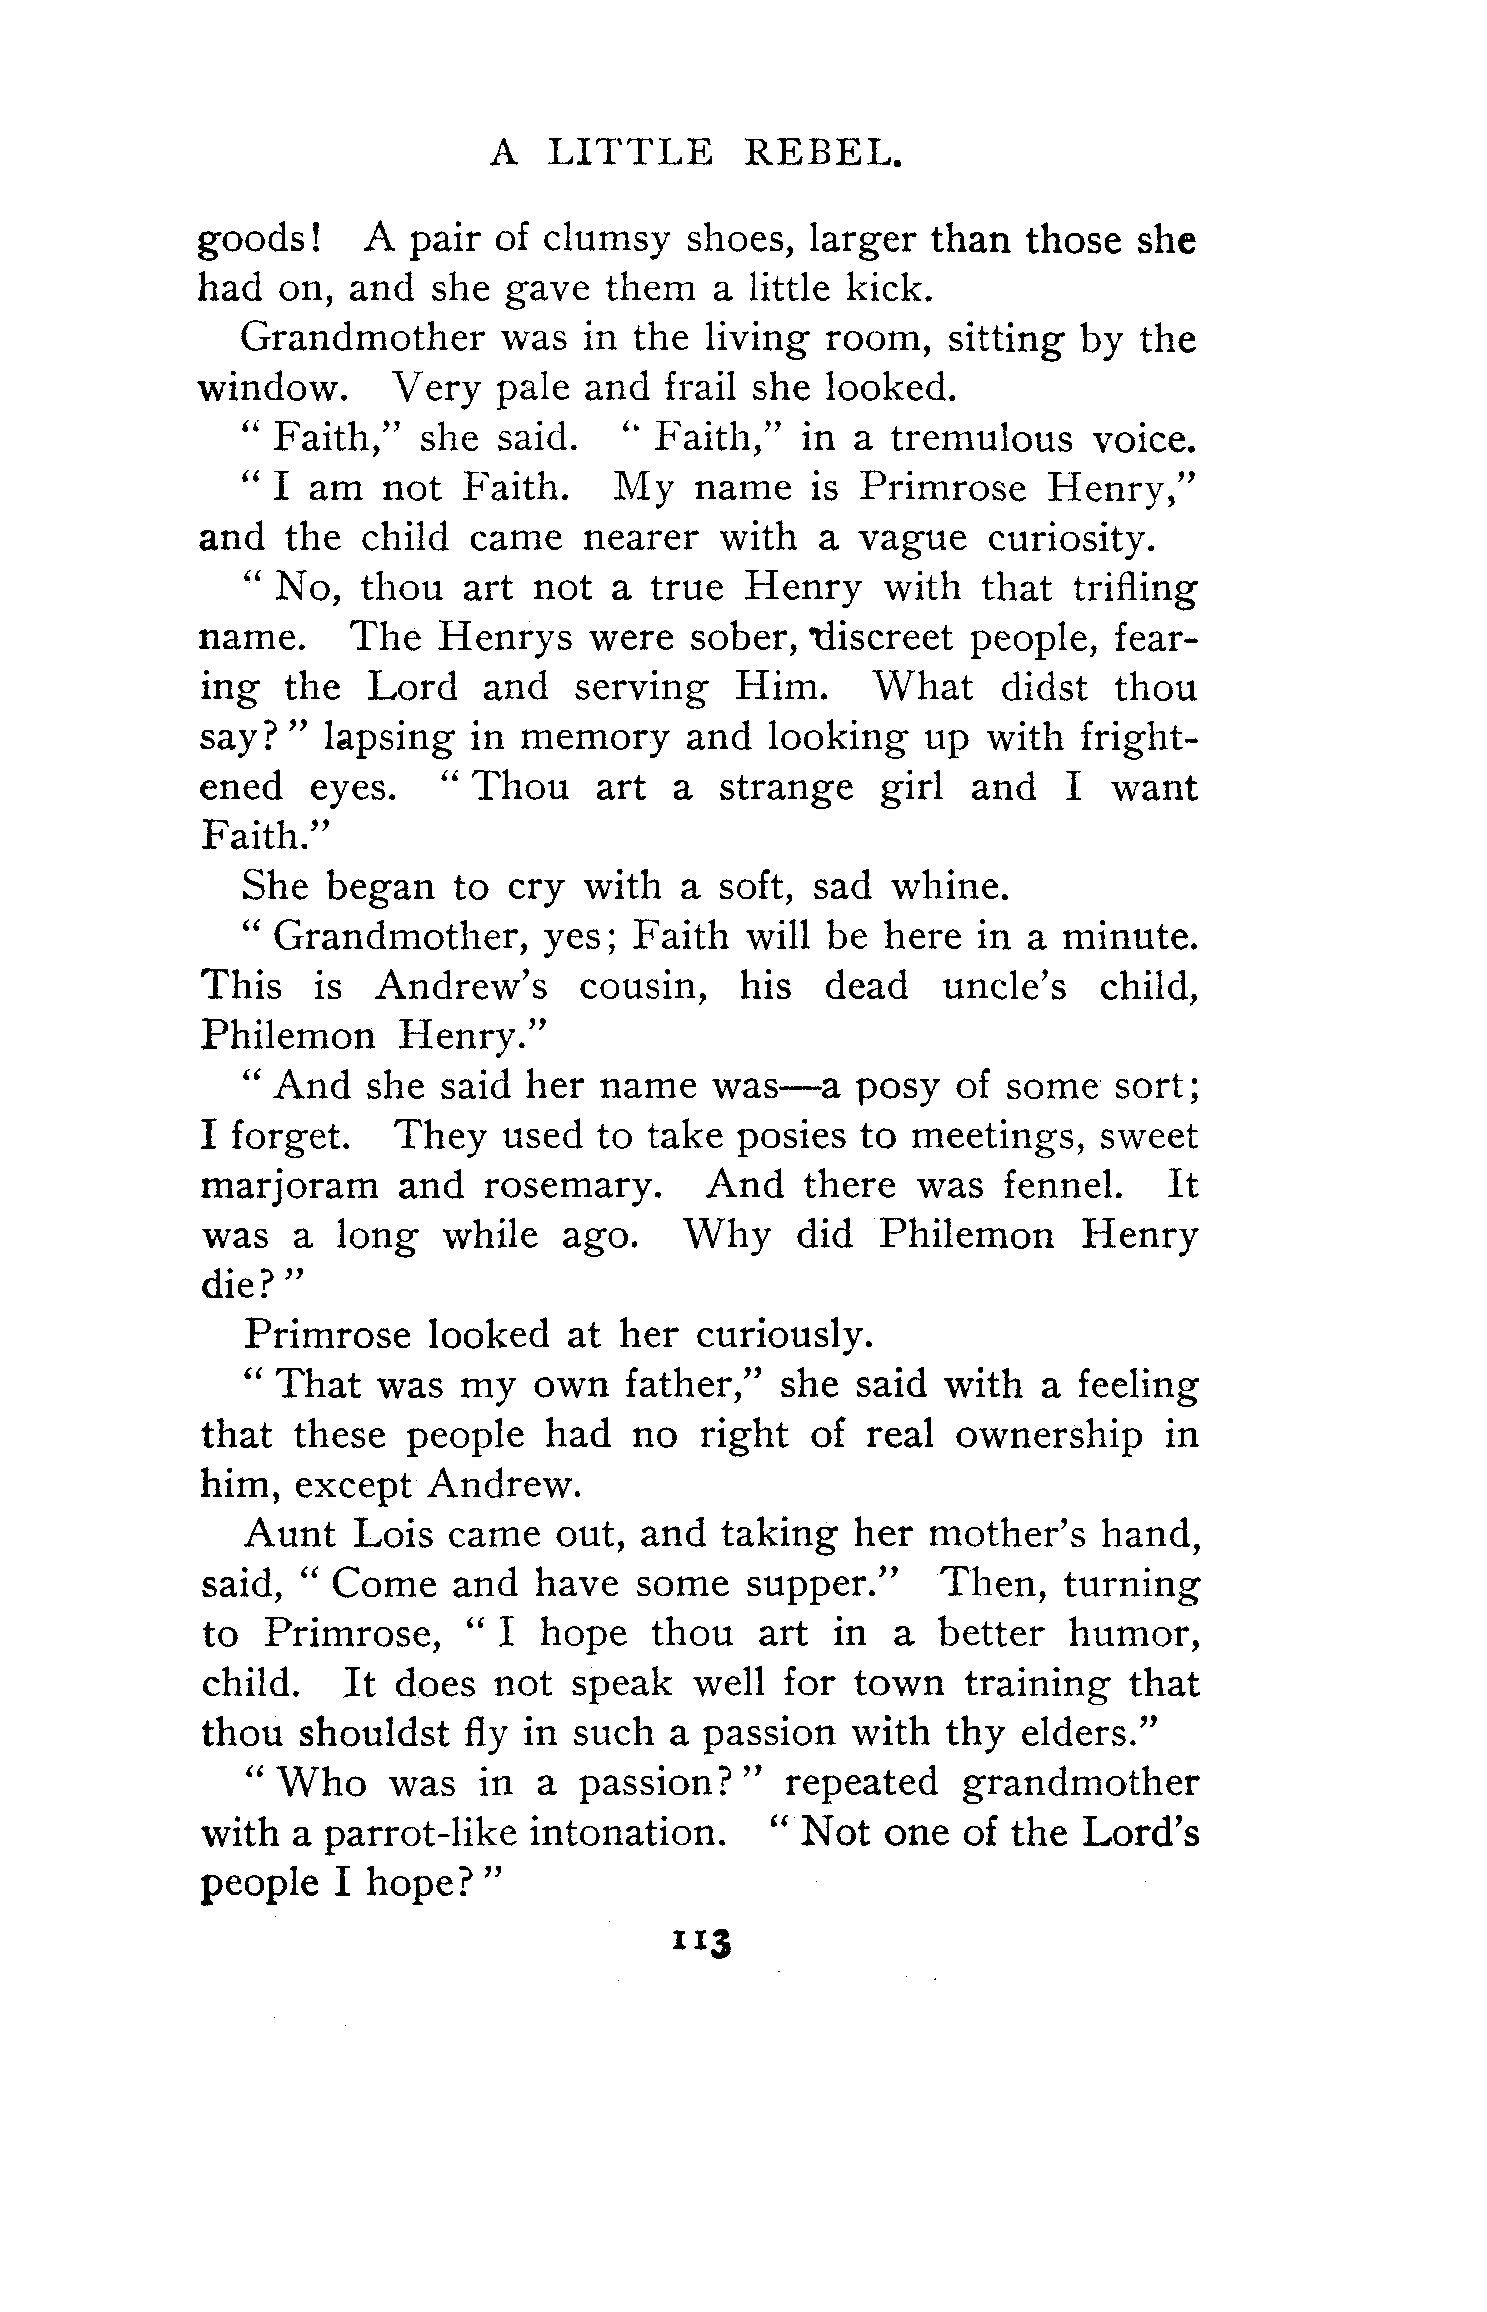 A LITTLE REBEL.
goods! A pair of clumsy shoes, larger than those she
had on, and she gave them a little kick.
Grandmother was in the living room, sitting by the
window. Very pale and frail she looked.
“ Faith,” she said. “ Faith,” in a tremulous voice.
“ I am not Faith. My name is Primrose Henry,”
and the child came nearer with a vague curiosity.
“ No, thou art not a true Henry with that trifling
name. The Henrys were sober, discreet people, fear-
ing the Lord and serving Him. What didst thou
say? ” lapsing in memory and looking up with fright-
ened eyes. “ Thou art a strange girl and I want
Faith.”
She began to cry with a soft, sad whine.
“ Grandmother, yes; Faith will be here in a minute.
This is Andrew’s cousin, his dead uncle’s child,
Philemon Henry.”
“ And she said her name was—a posy of some sort;
I forget. They used to take posies to meetings, sweet
marjoram and rosemary. And there was fennel. It
was a long while ago. Why did Philemon Henry
die? ”
Primrose looked at her curiously.
“ That was my own father,” she said with a feeling
that these people had no right of real ownership in
him, except Andrew.
Aunt Lois came out, and taking her mother’s hand,
said, “ Come and have some supper.” Then, turning
to Primrose, “ I hope thou art in a better humor,
child. It does not speak well for town training that
thou shouldst fly in such a passion with thy elders.”
“ Who was in a passion? ” repeated grandmother
with a parrot-like intonation. “ Not one of the Lord’s
people I hope? ”
113